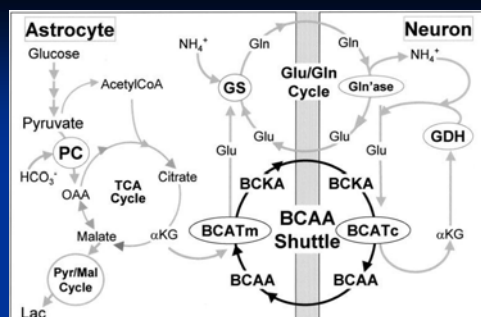 Astrocyte
Neuron
Glucose
NH4+
Gln
Gln
NH4+
AcetylCoA
GS
Glu/Gln
Cycle
Gln'ase
Pyruvate
Glu
Glu
GDH
PC
Glu
Glu
HCO3-
OAA
TCA
Cycle
Citrate
BCKA
BCKA
Malate
αKG
BCATm
BCAA
Shuttle
BCATc
αKG
Pyr/Mal
Cycle
BCAA
BCAA
Lac